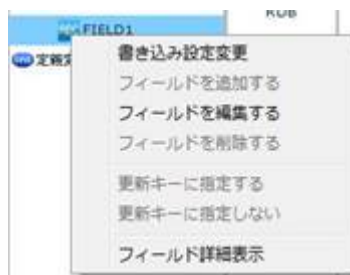 RDB
FIELD1
書き込み設定変更
フィールドを追加する
フィールドを編集する
フィールドを削除する
更新キーに指定する
更新キーに指定しない
フィールド詳細表示